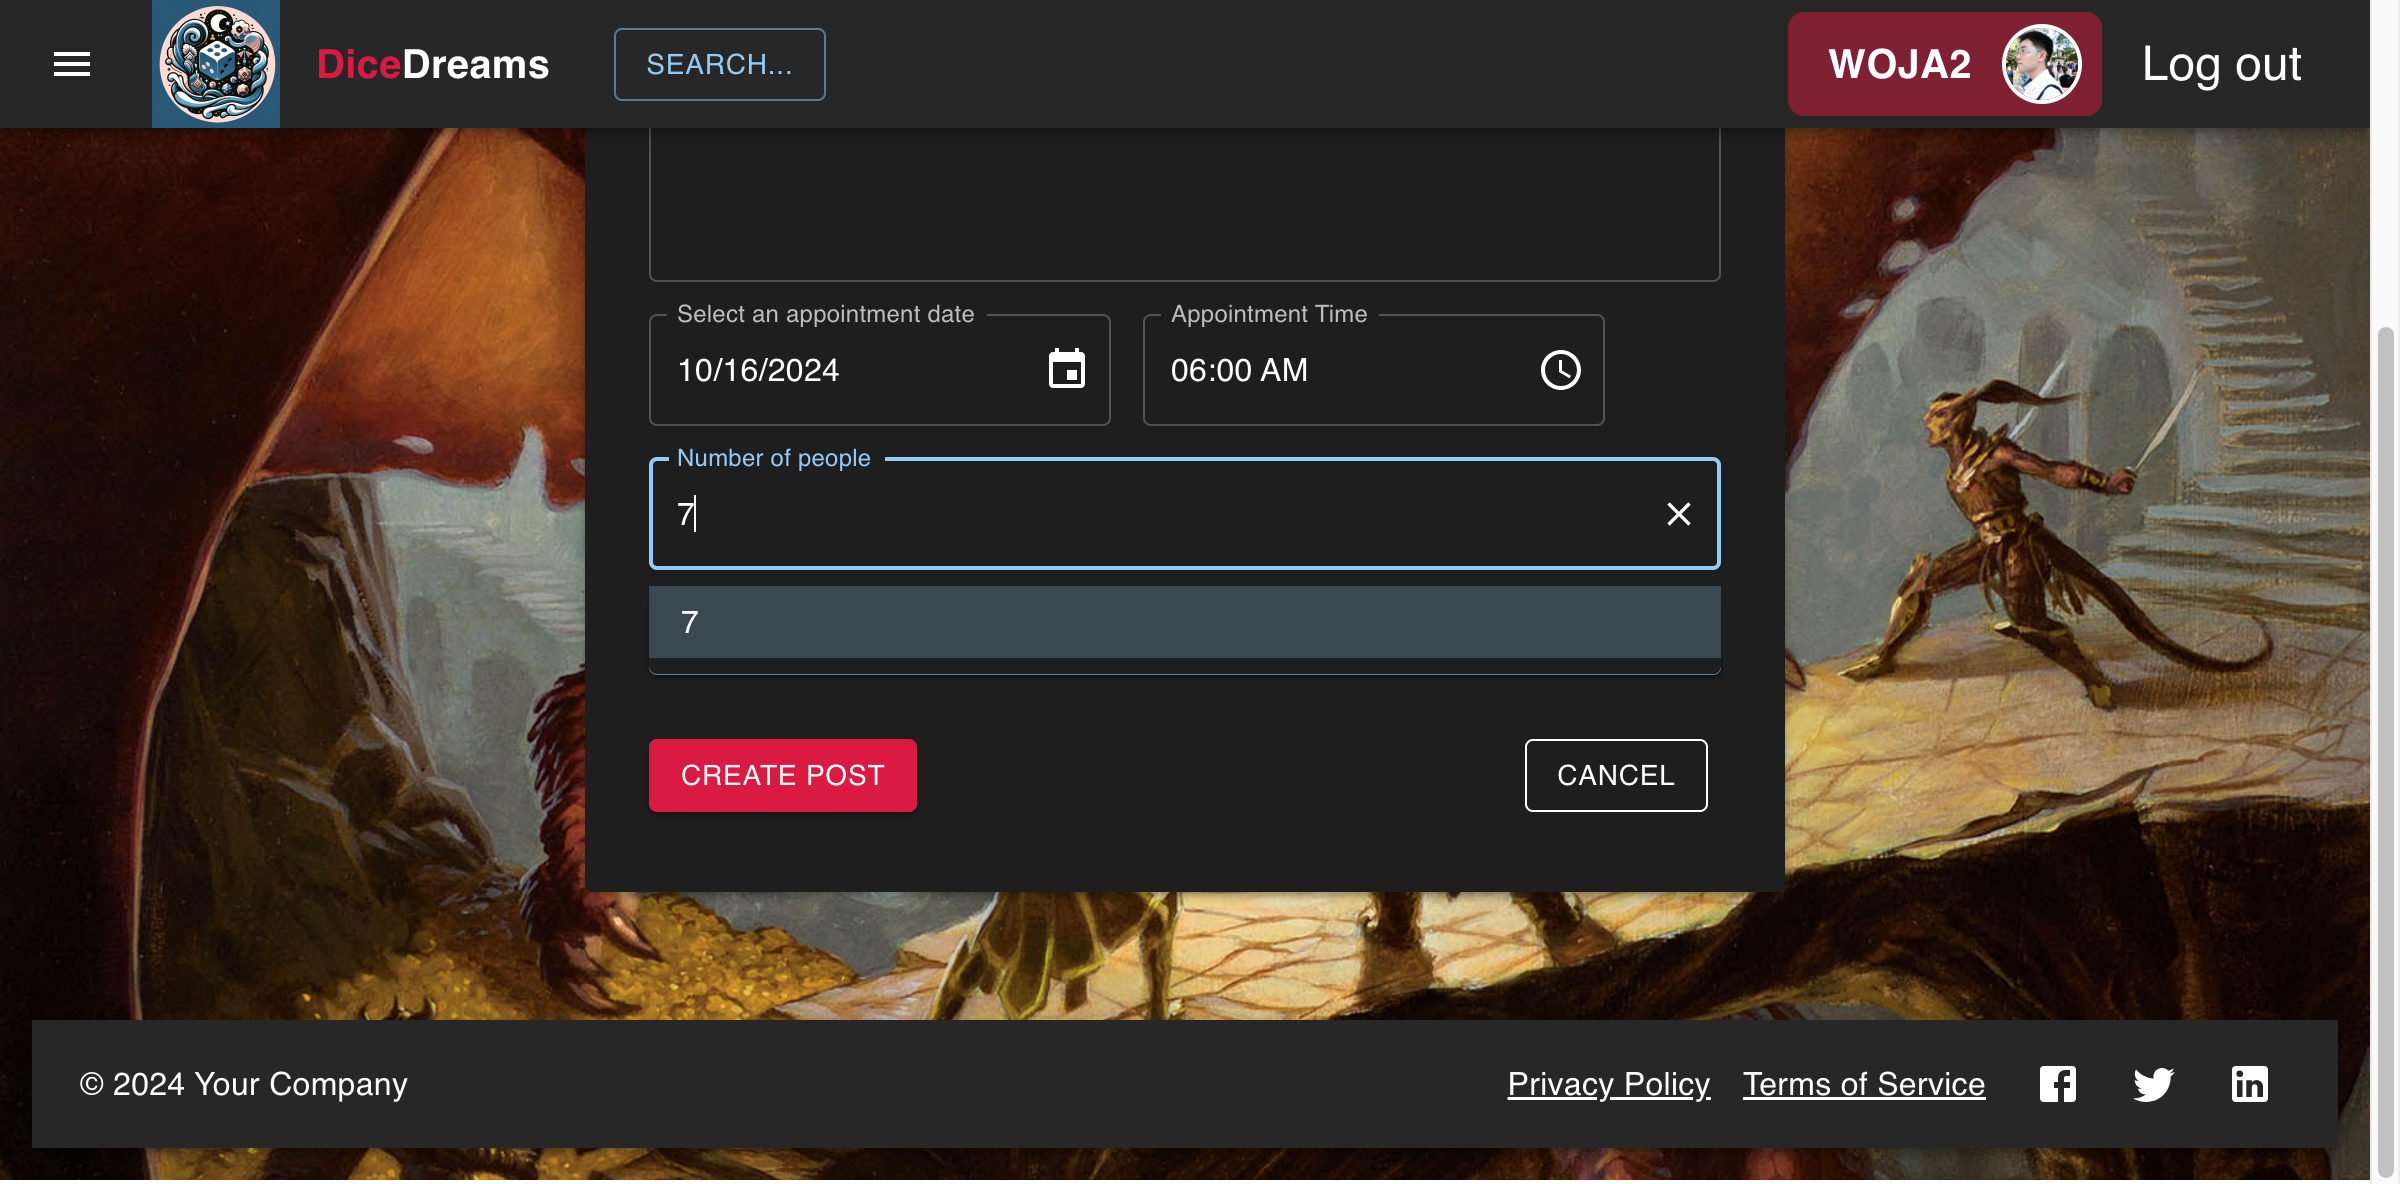 DiceDreams
SEARCH...
WOJA2
Log out
Select an appointment date
10/16/2024
Appointment Time
06:00 AM
Number of people
7
7
CREATE POST
CANCEL
© 2024 Your Company
Privacy Policy
Terms of Service